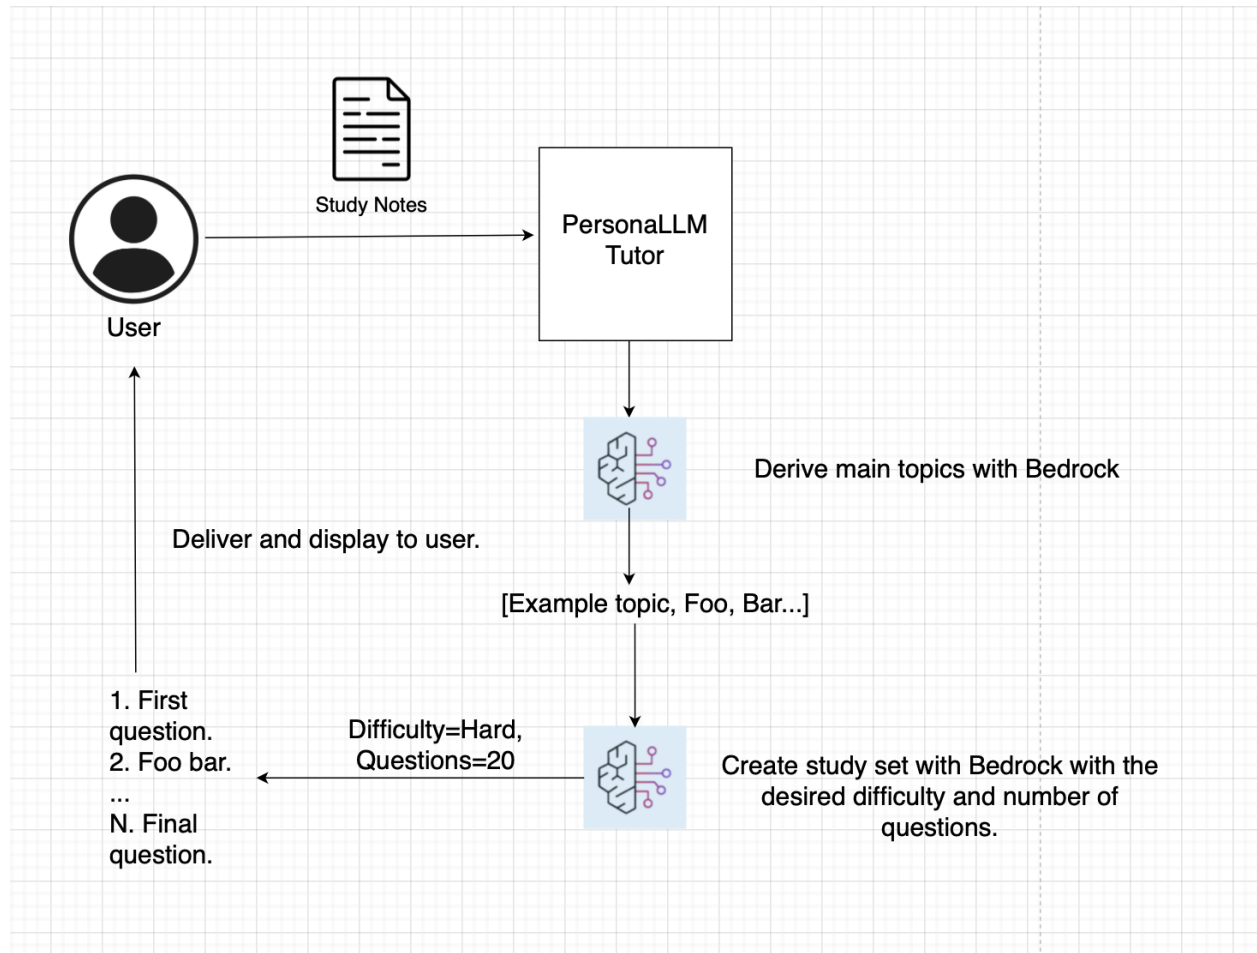 Study Notes
User
PersonaLLM
Tutor
Derive main topics with Bedrock
Deliver and display to user.
[Example topic, Foo, Bar...]
1. First
question.
2. Foo bar.
...
N. Final
question.
Difficulty=Hard,
Questions=20
Create study set with Bedrock with the
desired difficulty and number of
questions.